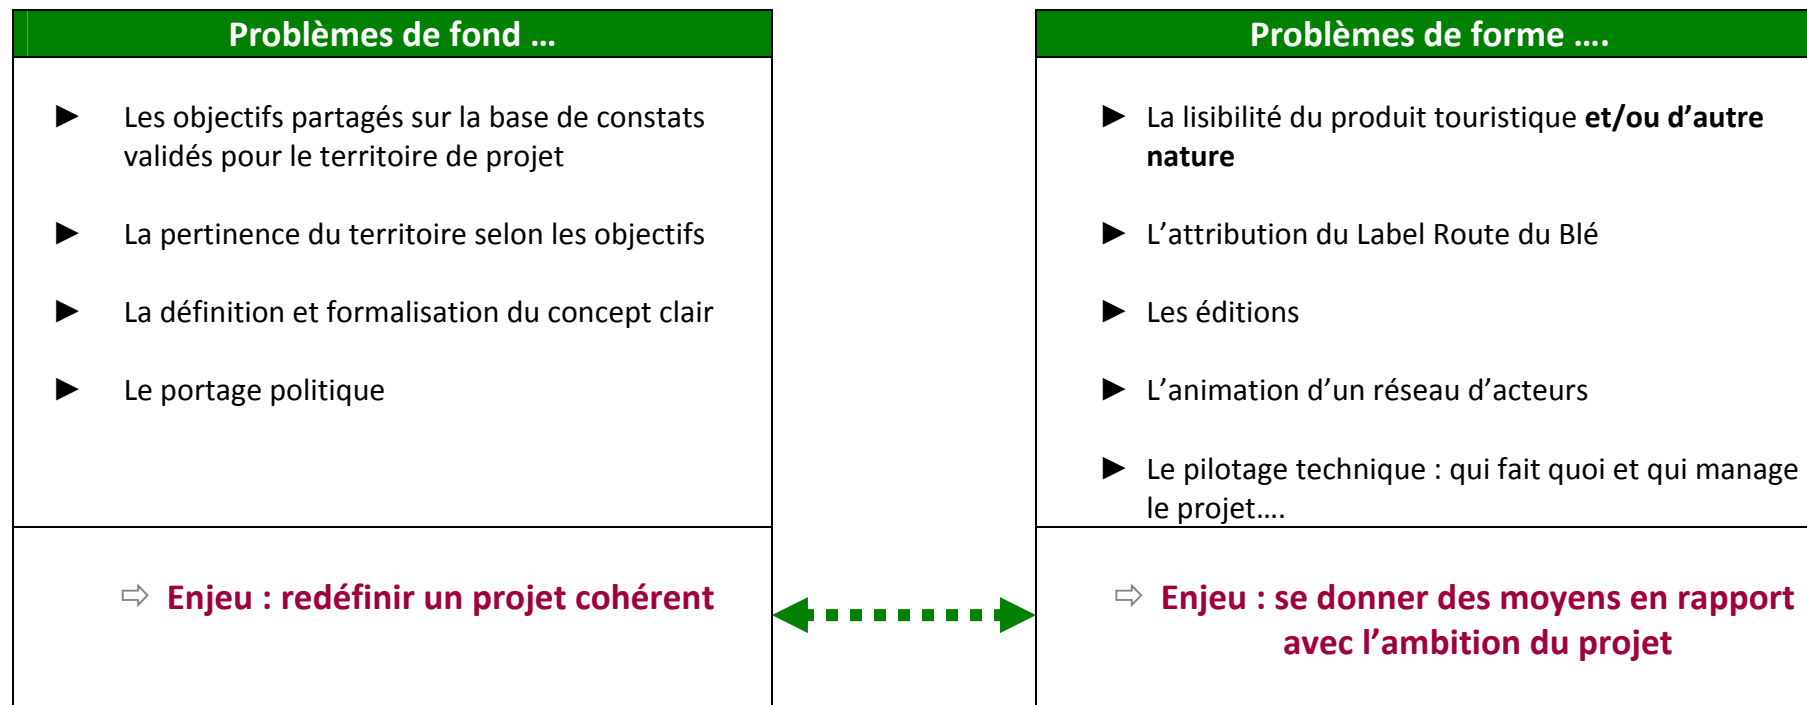 Problèmes de fond …
► Les objectifs partagés sur la base de constats
validés pour le territoire de projet
► La pertinence du territoire selon les objectifs
► La définition et formalisation du concept clair
► Le portage politique
⇨ Enjeu : redéfinir un projet cohérent
Problèmes de forme ….
► La lisibilité du produit touristique et/ou d’autre
nature
► L’attribution du Label Route du Blé
► Les éditions
► L’animation d’un réseau d’acteurs
► Le pilotage technique : qui fait quoi et qui manage
le projet….
⇨ Enjeu : se donner des moyens en rapport
avec l’ambition du projet